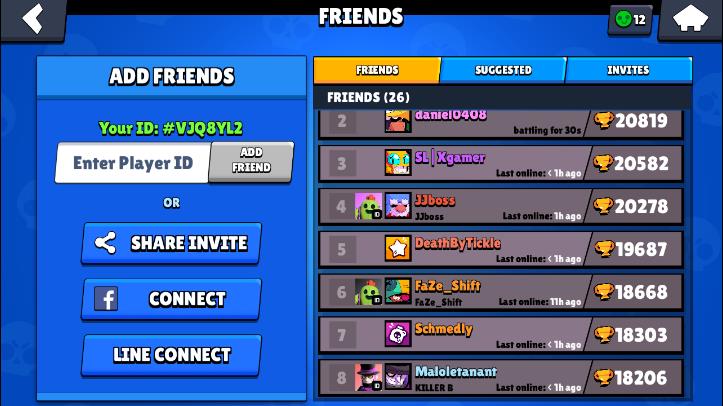 FRIENDS
12
ADD FRIENDS
Your ID: #VJQ8YL2
Enter Player ID
ADD
FRIEND
OR
SHARE INVITE
CONNECT
LINE CONNECT
FRIENDS SUGGESTED INVITES
FRIENDS (26)
2 daniel0408 20819
battling for 30s
3 SL|Xgamer 20582
Last online: < 1h ago
4 JJboss 20278
JJboss Last online: 1h ago
5 DeathByTickle 19687
Last online: < 1h ago
6 FaZe_Shift 18668
FaZe_Shift Last online: 11h ago
7 Schmedly 18303
Last online: < 1h ago
8 Maloletanant 18206
KILLER B Last online: < 1h ago